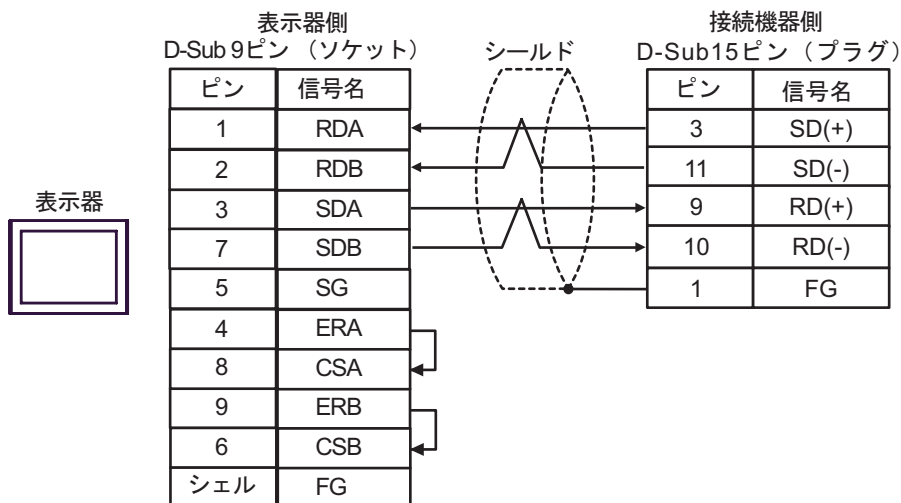 表示器側
D-Sub 9ピン （ソケット）
シールド
接続機器側
D-Sub15ピン （プラグ）
ピン 信号名
1 RDA
2 RDB
3 SDA
7 SDB
5 SG
4 ERA
8 CSA
9 ERB
6 CSB
シェル FG
ピン 信号名
3 SD(+)
11 SD(-)
9 RD(+)
10 RD(-)
1 FG
表示器